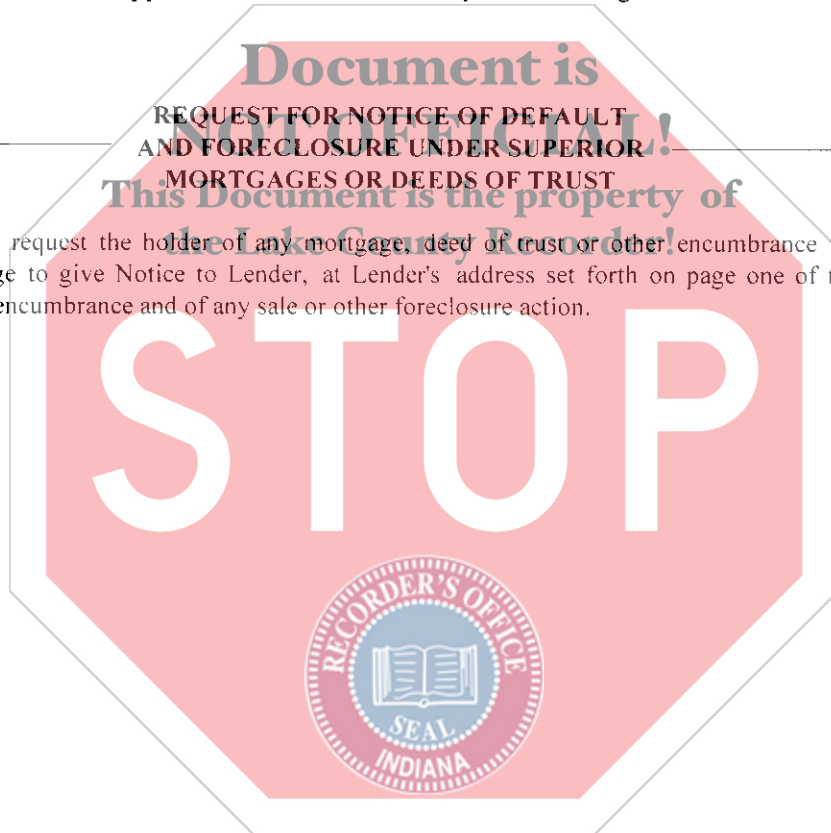 Document is
REQUEST FOR NOTICE OF DEFAULT
NOT OFFICIAL!
AND FORECLOSURE UNDER SUPERIOR
MORTGAGES OR DEEDS OF TRUST
This Document is the property of
request the holder of any mortgage, deed of trust or other encumbrance
the Lake County Recorder!
to give Notice to Lender, at Lender's address set forth on page one of
encumbrance and of any sale or other foreclosure action.
STOP
RECORDER'S OFFICE
SEAL
INDIANA